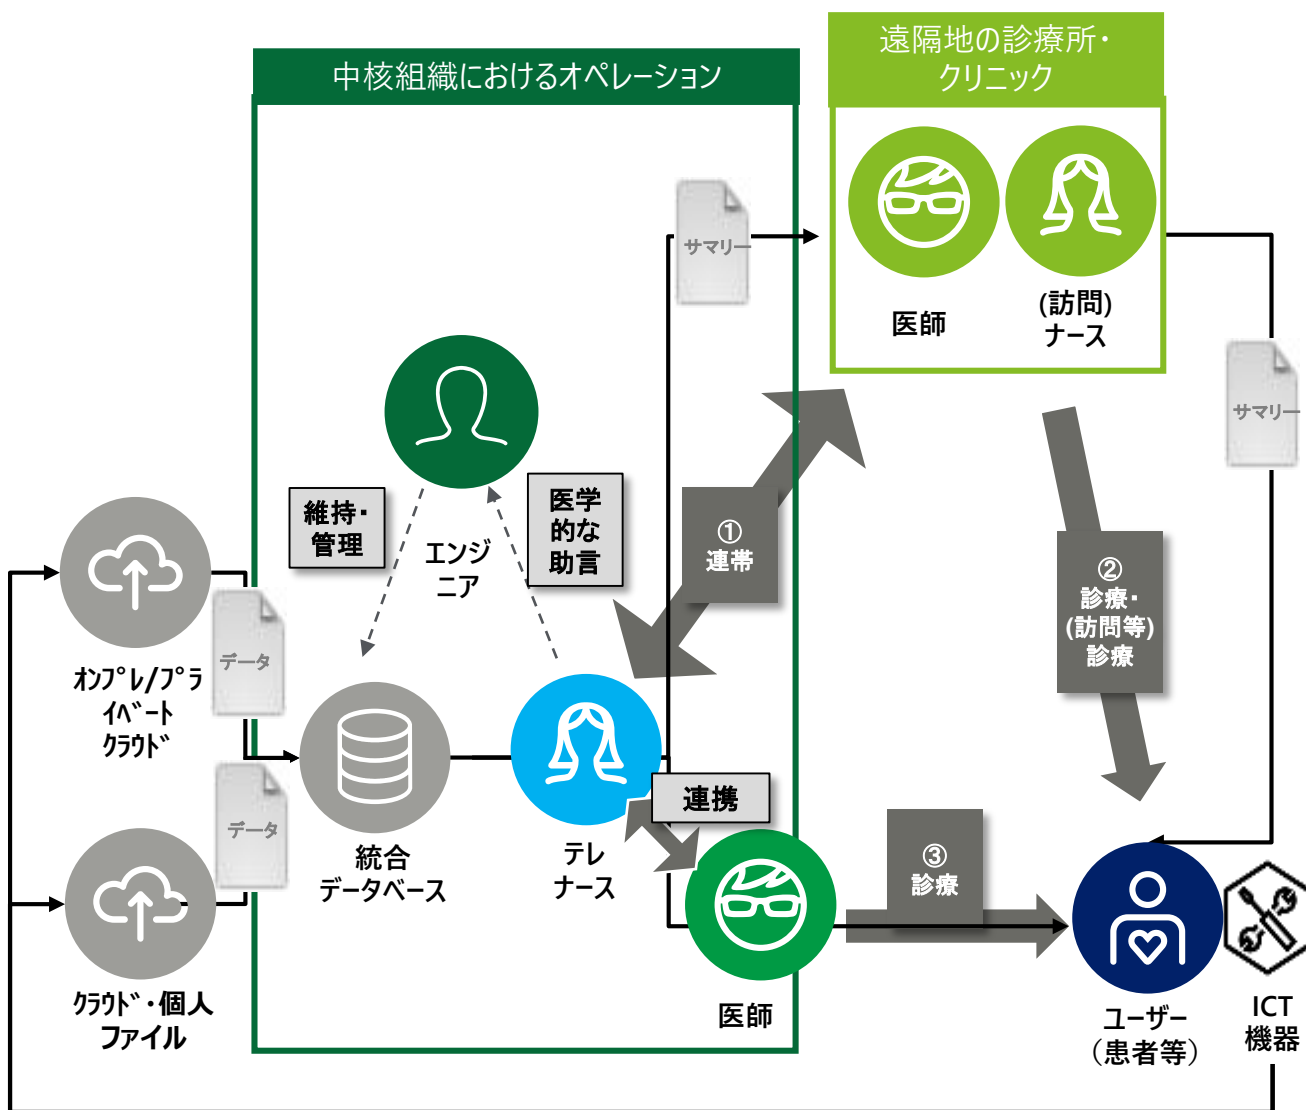 中核組織におけるオペレーション
遠隔地の診療所・
クリニック
サマリー
医師
(訪問)
ナース
サマリー
維持・
管理
エンジ
ニア
医学
的な
助言
①
連帯
②
診療・
(訪問等)
診療
データ
オンプレ/プラ
イベート
クラウド
データ
連携
統合
データベース
テレ
ナース
③
診療
クラウド・個人
ファイル
医師
ユーザー
（患者等）
ICT
機器